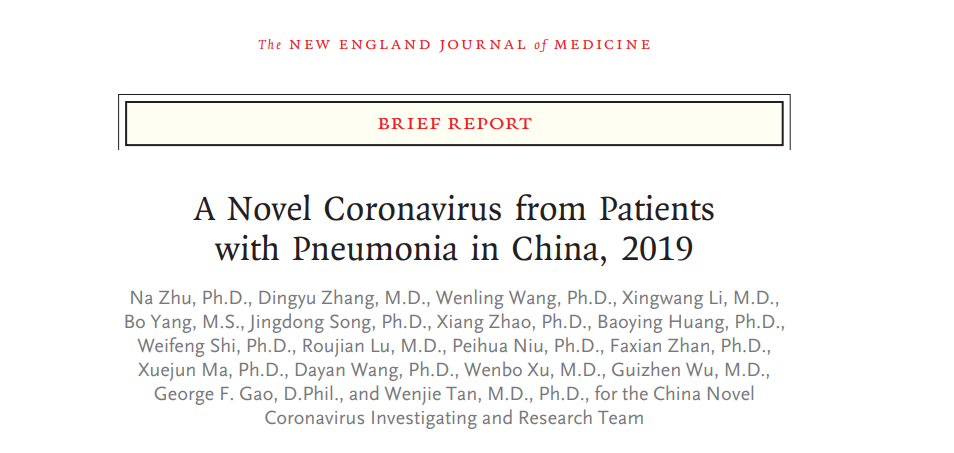 The NEW ENGLAND JOURNAL of MEDICINE
BRIEF REPORT
A Novel Coronavirus from Patients
with Pneumonia in China, 2019
Na Zhu, Ph.D., Dingyu Zhang, M.D., Wenling Wang, Ph.D., Xingwang Li, M.D.,
Bo Yang, M.S., Jingdong Song, Ph.D., Xiang Zhao, Ph.D., Baoying Huang, Ph.D.,
Weifeng Shi, Ph.D., Roujian Lu, M.D., Peihua Niu, Ph.D., Faxian Zhan, Ph.D.,
Xuejun Ma, Ph.D., Dayan Wang, Ph.D., Wenbo Xu, M.D., Guizhen Wu, M.D.,
George F. Gao, D.Phil., and Wenjie Tan, M.D., Ph.D., for the China Novel
Coronavirus Investigating and Research Team